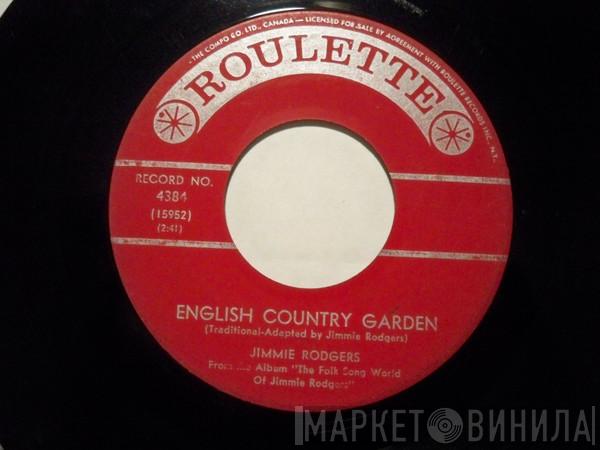 THE COMPO CO. LTD., CANADA — LICENSED FOR SALE BY AGREEMENT WITH ROULETTE RECORDS INC., N.Y.
ROULETTE
RECORD NO.
4384
(15952)
(2:41)
ENGLISH COUNTRY GARDEN
(Traditional-Adapted by Jimmie Rodgers)
JIMMIE RODGERS
From the Album "The Folk Song World
Of Jimmie Rodgers"
МАРКЕТ ВИНИЛА